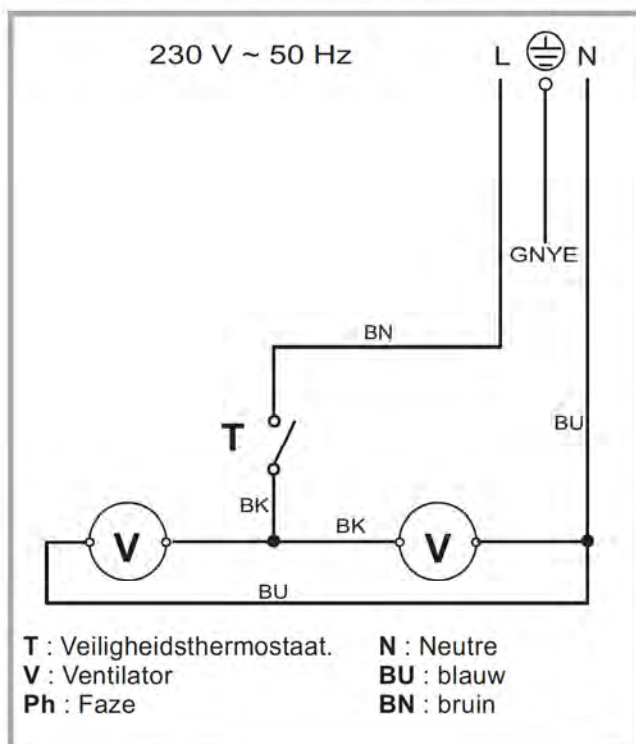 230 V ~ 50 Hz
L N
GNYE
BN
T
BU
BK
BK
V V
BU
T : Veiligheidsthermostaat.
V : Ventilator
Ph : Faze
N : Neutre
BU : blauw
BN : bruin